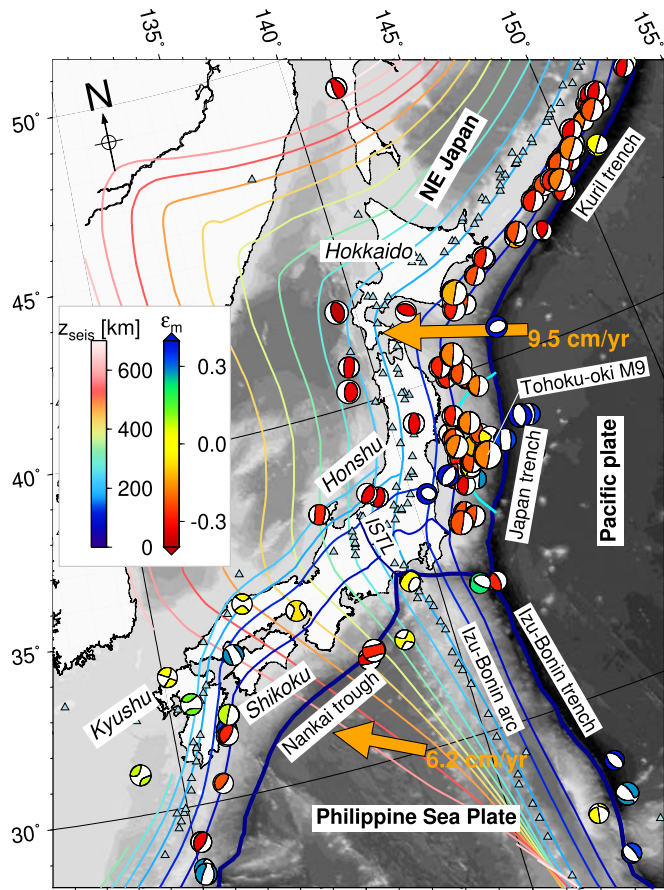 135°
140°
145°
150°
155°
50°
N
NE Japan
Kuril trench
Hokkaido
45°
z_seis [km]
ε_m
600
400
200
0
0.3
0.0
-0.3
9.5 cm/yr
Tohoku-oki M9
Honshu
Japan trench
Pacific plate
40°
ISTL
35°
Kyushu
Shikoku
Nankai trough
Izu-Bonin arc
Izu-Bonin trench
6.2 cm/yr
Philippine Sea Plate
30°